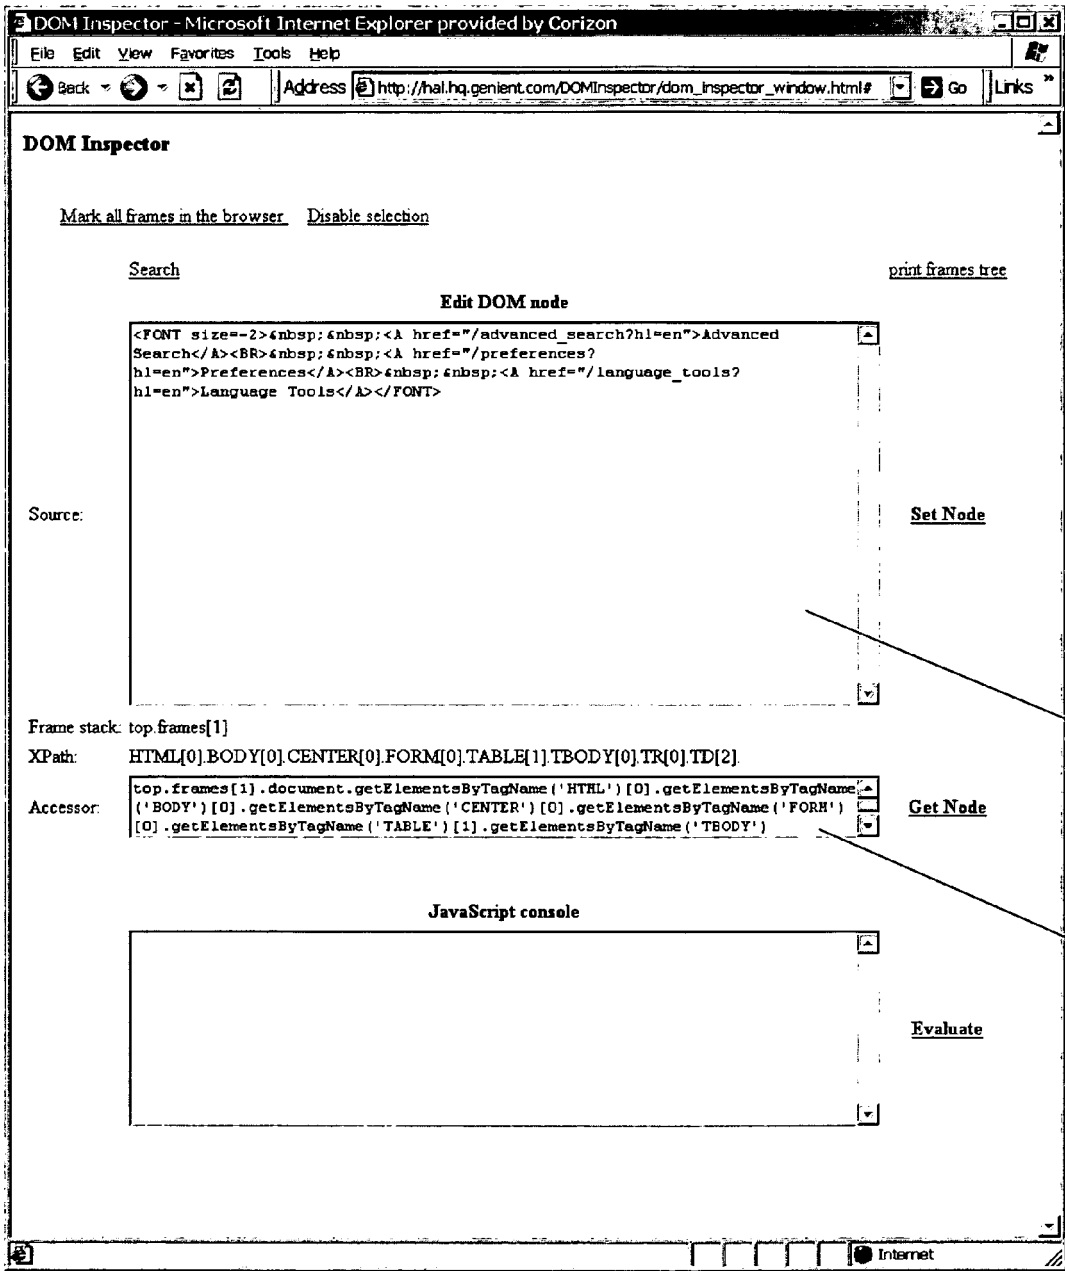 DOM Inspector - Microsoft Internet Explorer provided by Corizon
File Edit View Favorites Tools Help
Back Address http://hal.hq.genient.com/DOMInspector/dom_inspector_window.html# Go Links »
DOM Inspector
Mark all frames in the browser Disable selection
Search print frames tree
Edit DOM node
<FONT size=-2>&nbsp;&nbsp;<A href="/advanced_search?hl=en">Advanced
Search</A><BR>&nbsp;&nbsp;<A href="/preferences?
hl=en">Preferences</A><BR>&nbsp;&nbsp;<A href="/language_tools?
hl=en">Language Tools</A></FONT>
Source: Set Node
Frame stack: top.frames[1]
XPath: HTML[0].BODY[0].CENTER[0].FORM[0].TABLE[1].TBODY[0].TR[0].TD[2].
top.frames[1].document.getElementsByTagName('HTML')[0].getElementsByTagName
Accessor: ('BODY')[0].getElementsByTagName('CENTER')[0].getElementsByTagName('FORM') Get Node
[0].getElementsByTagName('TABLE')[1].getElementsByTagName('TBODY')
JavaScript console
Evaluate
Internet